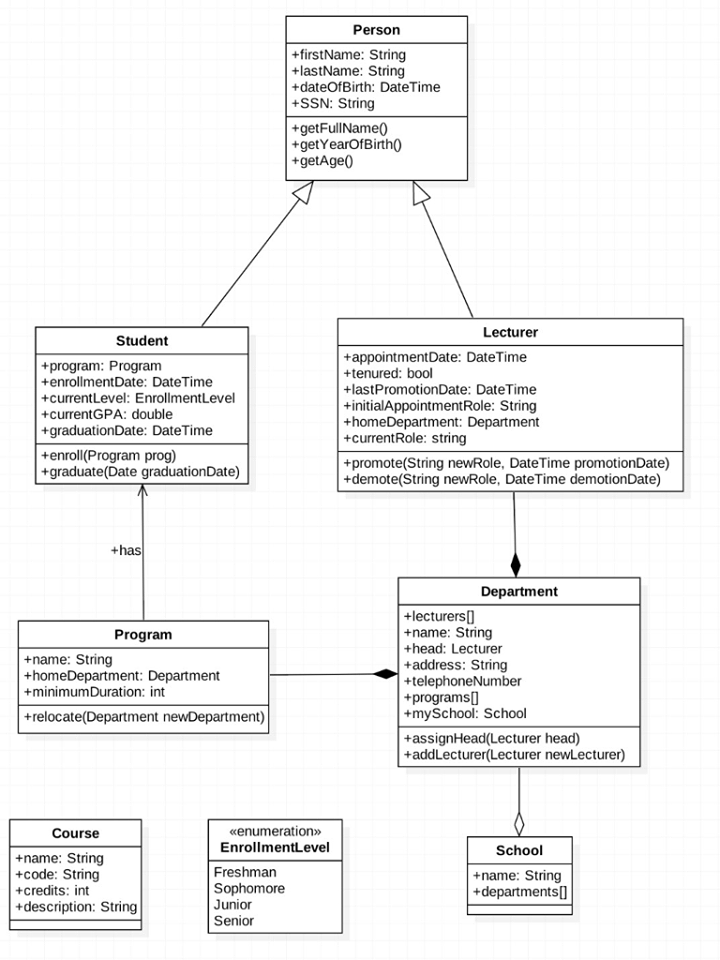 Person
+firstName: String
+lastName: String
+dateOfBirth: DateTime
+SSN: String
+getFullName()
+getYearOfBirth()
+getAge()
Student
+program: Program
+enrollmentDate: DateTime
+currentLevel: EnrollmentLevel
+currentGPA: double
+graduationDate: DateTime
+enroll(Program prog)
+graduate(Date graduationDate)
Lecturer
+appointmentDate: DateTime
+tenured: bool
+lastPromotionDate: DateTime
+initialAppointmentRole: String
+homeDepartment: Department
+currentRole: string
+promote(String newRole, DateTime promotionDate)
+demote(String newRole, DateTime demotionDate)
+has
Program
+name: String
+homeDepartment: Department
+minimumDuration: int
+relocate(Department newDepartment)
Department
+lecturers[]
+name: String
+head: Lecturer
+address: String
+telephoneNumber
+programs[]
+mySchool: School
+assignHead(Lecturer head)
+addLecturer(Lecturer newLecturer)
Course
+name: String
+code: String
+credits: int
+description: String
«enumeration»
EnrollmentLevel
Freshman
Sophomore
Junior
Senior
School
+name: String
+departments[]